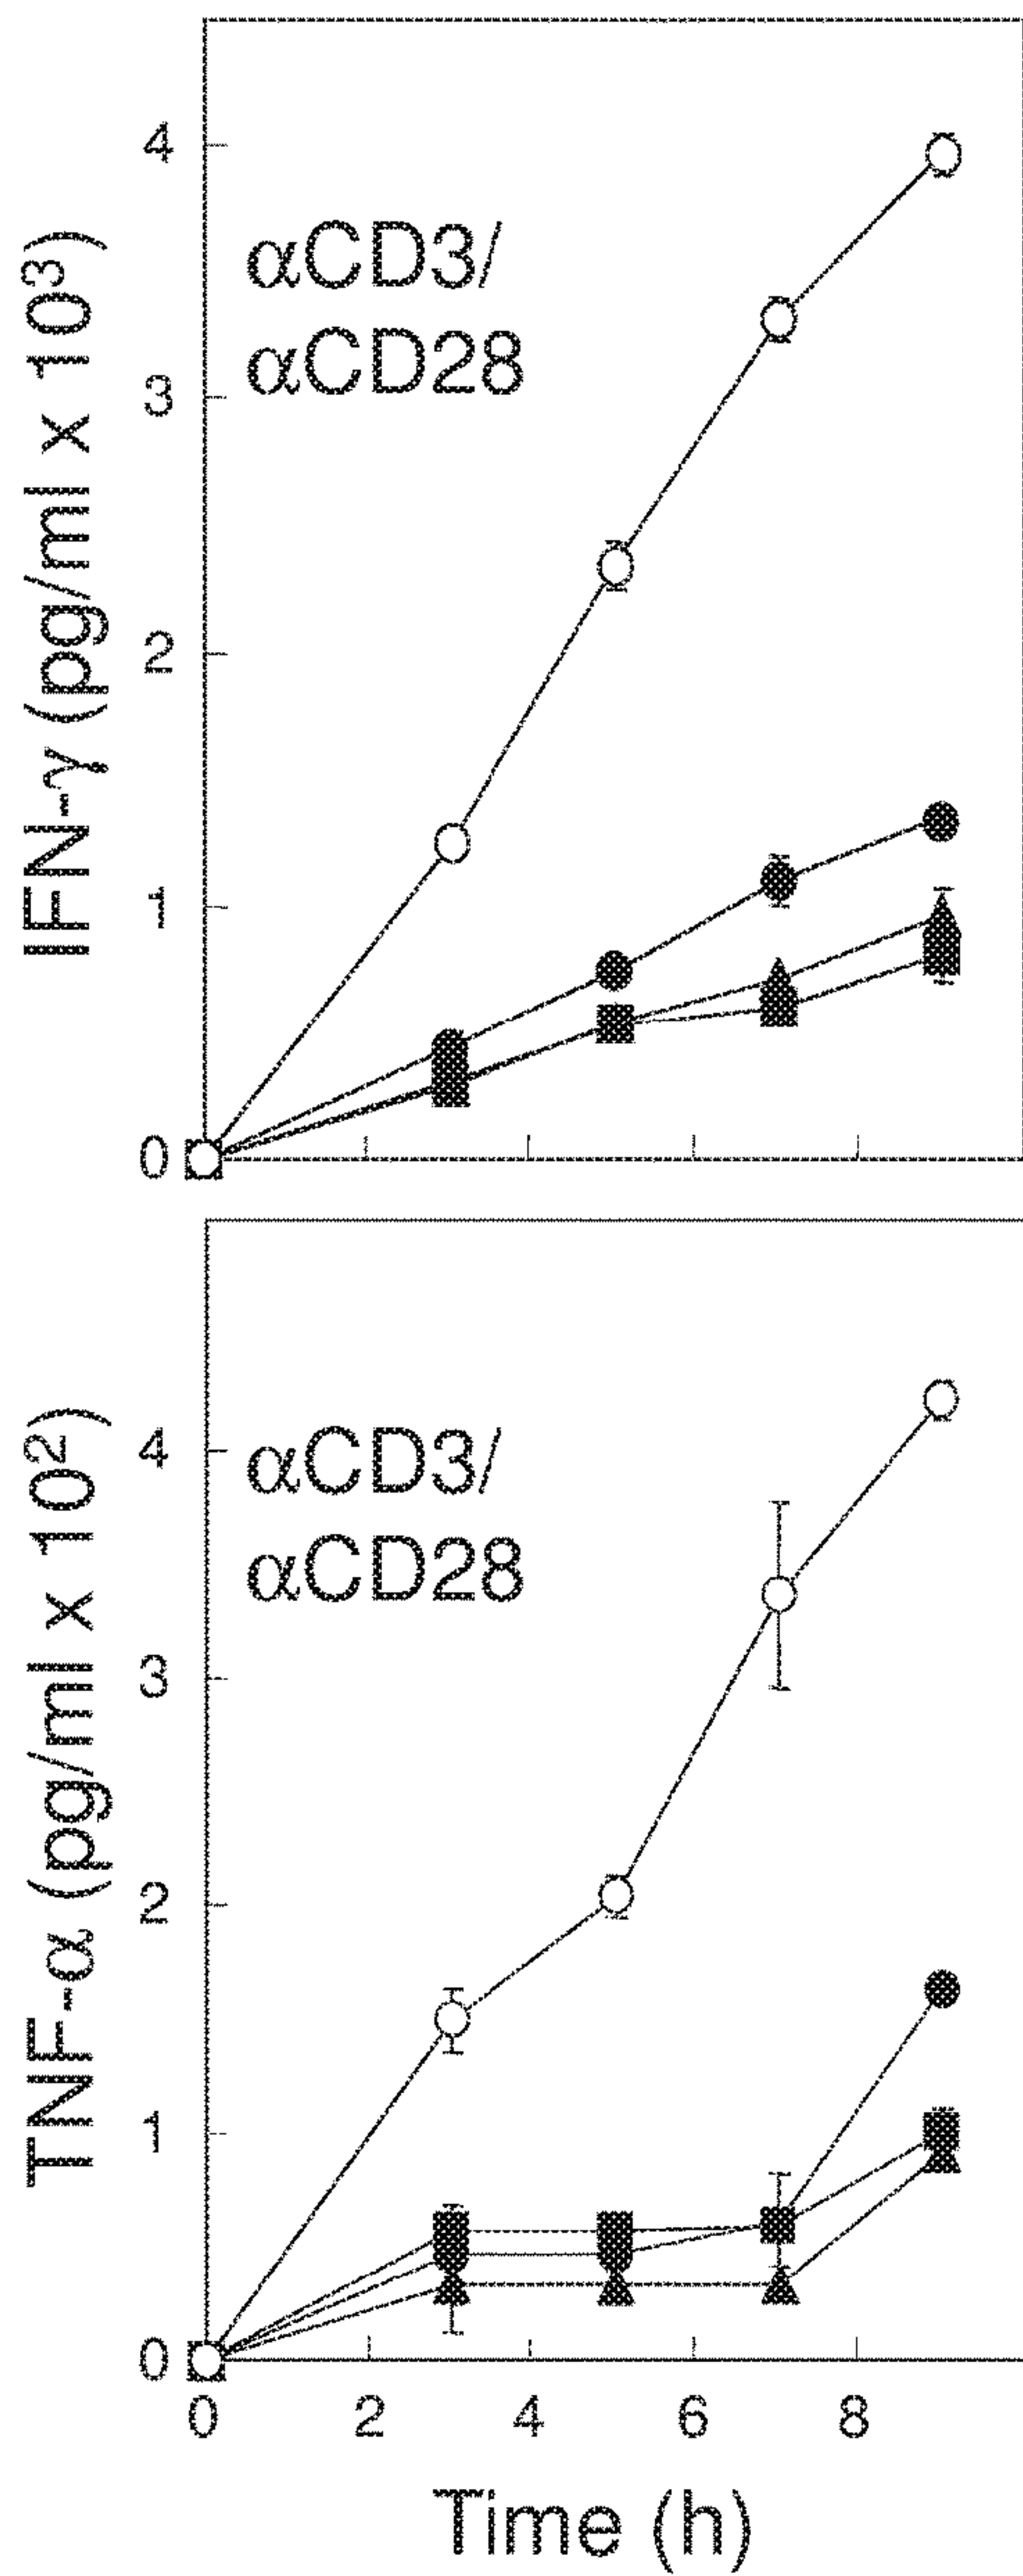 IFN-γ (pg/ml x 10³)
4
3
2
1
0
αCD3/
αCD28
TNF-α (pg/ml x 10²)
4
3
2
1
0
αCD3/
αCD28
0 2 4 6 8
Time (h)